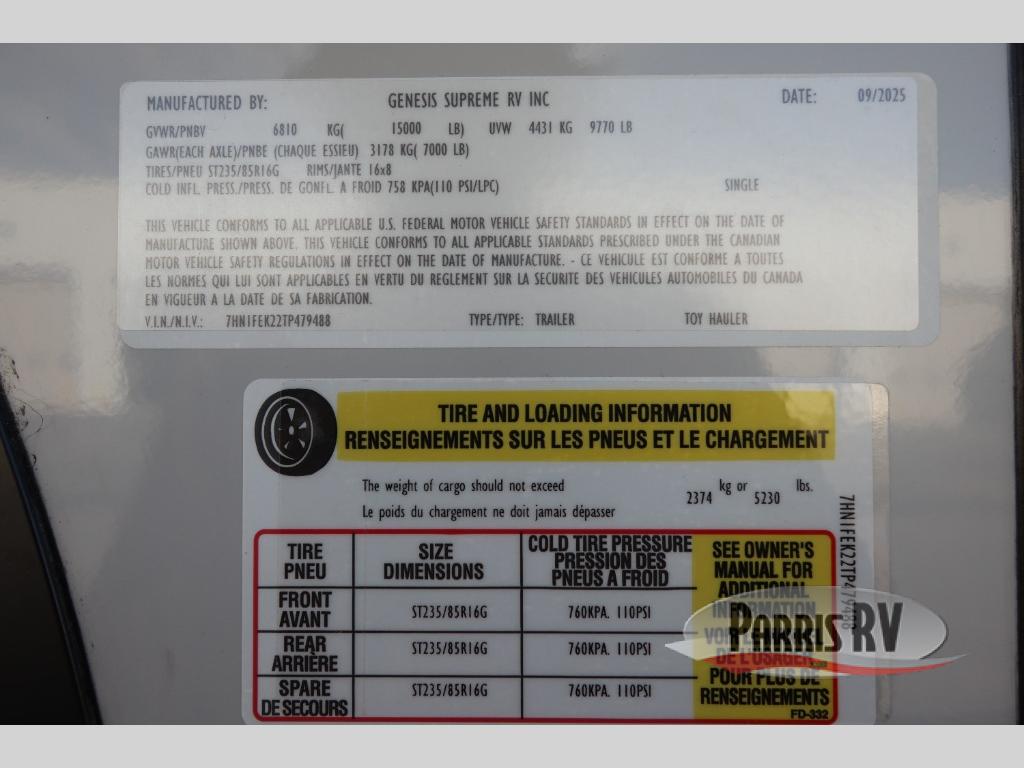 MANUFACTURED BY: GENESIS SUPREME RV INC DATE: 09/2025
GVWR/PNBV 6810 KG( 15000 LB) UVW 4431 KG 9770 LB
GAWR(EACH AXLE)/PNBE (CHAQUE ESSIEU) 3178 KG( 7000 LB)
TIRES/PNEU ST235/85R16G RIMS/JANTE 16x8
COLD INFL. PRESS./PRESS. DE GONFL. A FROID 758 KPA(110 PSI/LPC) SINGLE
THIS VEHICLE CONFORMS TO ALL APPLICABLE U.S. FEDERAL MOTOR VEHICLE SAFETY STANDARDS IN EFFECT ON THE DATE OF
MANUFACTURE SHOWN ABOVE. THIS VEHICLE CONFORMS TO ALL APPLICABLE STANDARDS PRESCRIBED UNDER THE CANADIAN
MOTOR VEHICLE SAFETY REGULATIONS IN EFFECT ON THE DATE OF MANUFACTURE. - CE VEHICULE EST CONFORME A TOUTES
LES NORMES QUI LUI SONT APPLICABLES EN VERTU DU REGLEMENT SUR LA SECURITE DES VEHICULES AUTOMOBILES DU CANADA
EN VIGUEUR A LA DATE DE SA FABRICATION.
V.I.N./N.I.V.: 7HN1FEK22TP479488 TYPE/TYPE: TRAILER TOY HAULER
TIRE AND LOADING INFORMATION
RENSEIGNEMENTS SUR LES PNEUS ET LE CHARGEMENT
The weight of cargo should not exceed 2374 kg or 5230 lbs.
Le poids du chargement ne doit jamais dépasser
7HN1FEK22TP479488
TIRE
PNEU
SIZE
DIMENSIONS
COLD TIRE PRESSURE
PRESSION DES
PNEUS A FROID
SEE OWNER'S
MANUAL FOR
ADDITIONAL
INFORMATION
VOIR LE MANUEL
DE L'USAGER
POUR PLUS DE
RENSEIGNEMENTS
FRONT
AVANT
ST235/85R16G 760KPA. 110PSI
REAR
ARRIÈRE
ST235/85R16G 760KPA. 110PSI
SPARE
DE SECOURS
ST235/85R16G 760KPA. 110PSI
FD-332
PARRIS RV